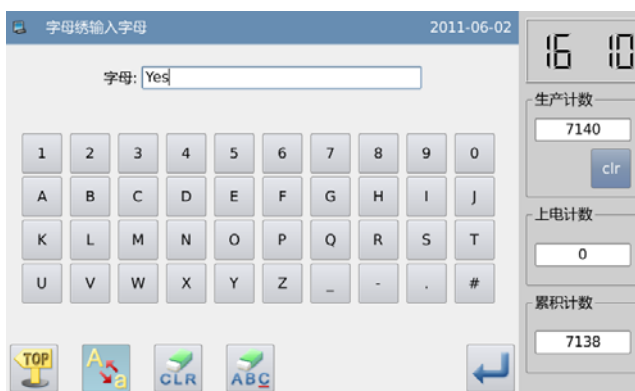 字母绣输入字母 2011-06-02
字母: Yes
1 2 3 4 5 6 7 8 9 0
A B C D E F G H I J
K L M N O P Q R S T
U V W X Y Z _ - . #
TOP A a CLR ABC
16 10
生产计数
7140
clr
上电计数
0
累积计数
7138